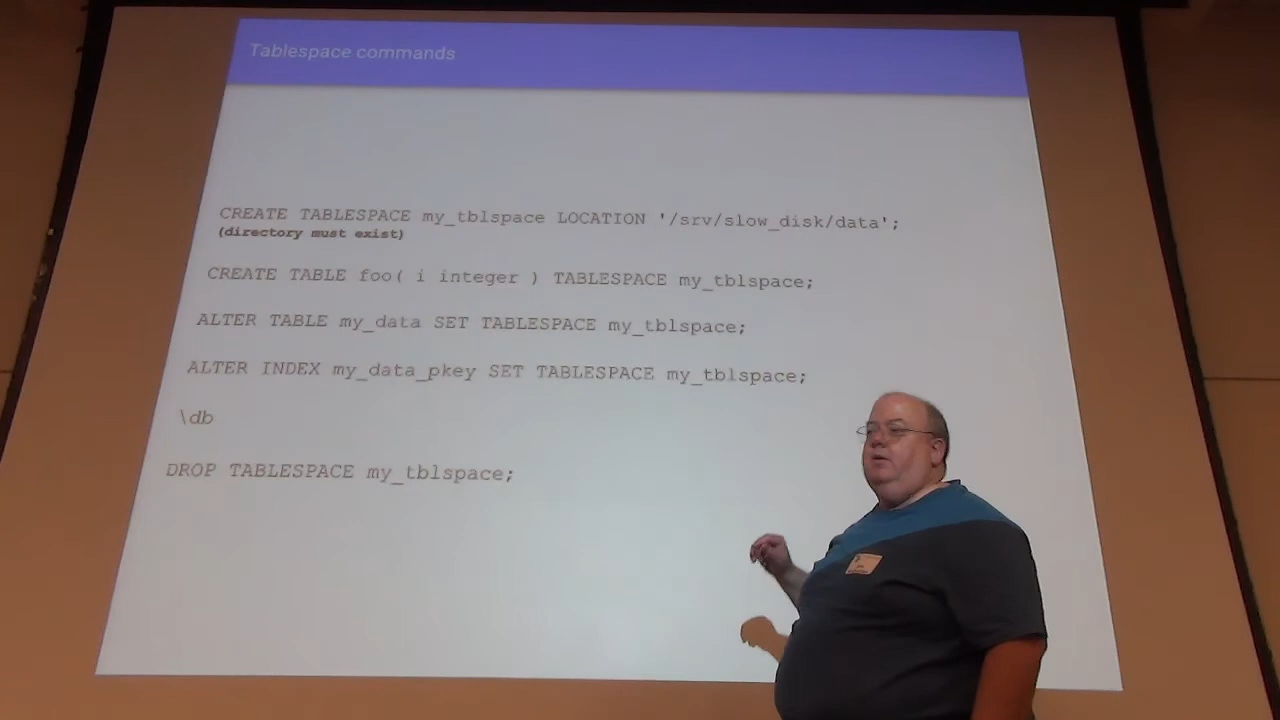 Tablespace commands
CREATE TABLESPACE my_tblspace LOCATION '/srv/slow_disk/data';
(directory must exist)
CREATE TABLE foo( i integer ) TABLESPACE my_tblspace;
ALTER TABLE my_data SET TABLESPACE my_tblspace;
ALTER INDEX my_data_pkey SET TABLESPACE my_tblspace;
\db
DROP TABLESPACE my_tblspace;